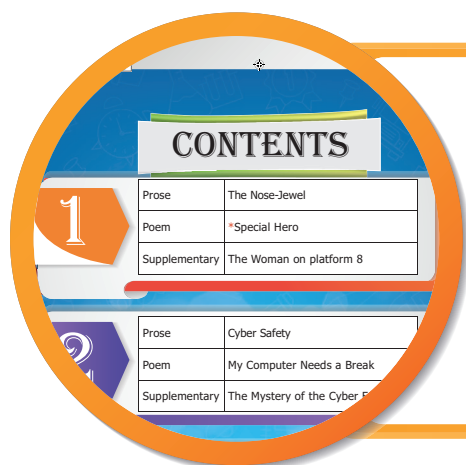 CONTENTS
1
Prose The Nose-Jewel
Poem *Special Hero
Supplementary The Woman on platform 8
2
Prose Cyber Safety
Poem My Computer Needs a Break
Supplementary The Mystery of the Cyber